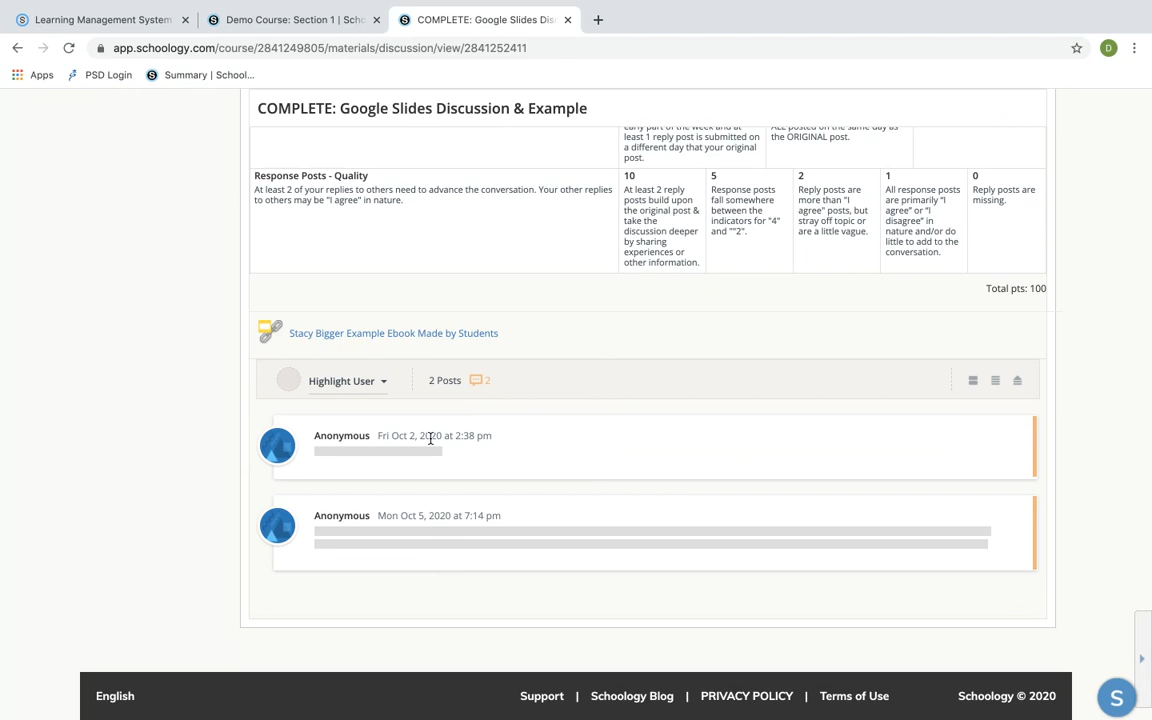 Learning Management System
Demo Course: Section 1 | Scho
COMPLETE: Google Slides Disc
app.schoology.com/course/2841249805/materials/discussion/view/2841252411
D
Apps
PSD Login
Summary | School...
COMPLETE: Google Slides Discussion & Example
early part of the week and at
least 1 reply post is submitted on
a different day that your original
post.
ALL posted on the same day as
the ORIGINAL post.
Response Posts - Quality
At least 2 of your replies to others need to advance the conversation. Your other replies
to others may be "I agree" in nature.
10
At least 2 reply
posts build upon
the original post &
take the
discussion deeper
by sharing
experiences or
other information.
5
Response posts
fall somewhere
between the
indicators for "4"
and ""2".
2
Reply posts are
more than "I
agree" posts, but
stray off topic or
are a little vague.
1
All response posts
are primarily “I
agree” or “I
disagree” in
nature and/or do
little to add to the
conversation.
0
Reply posts are
missing.
Total pts: 100
Stacy Bigger Example Ebook Made by Students
Highlight User
2 Posts
2
Anonymous Fri Oct 2, 2020 at 2:38 pm
Anonymous Mon Oct 5, 2020 at 7:14 pm
English
Support | Schoology Blog | PRIVACY POLICY | Terms of Use
Schoology © 2020
S